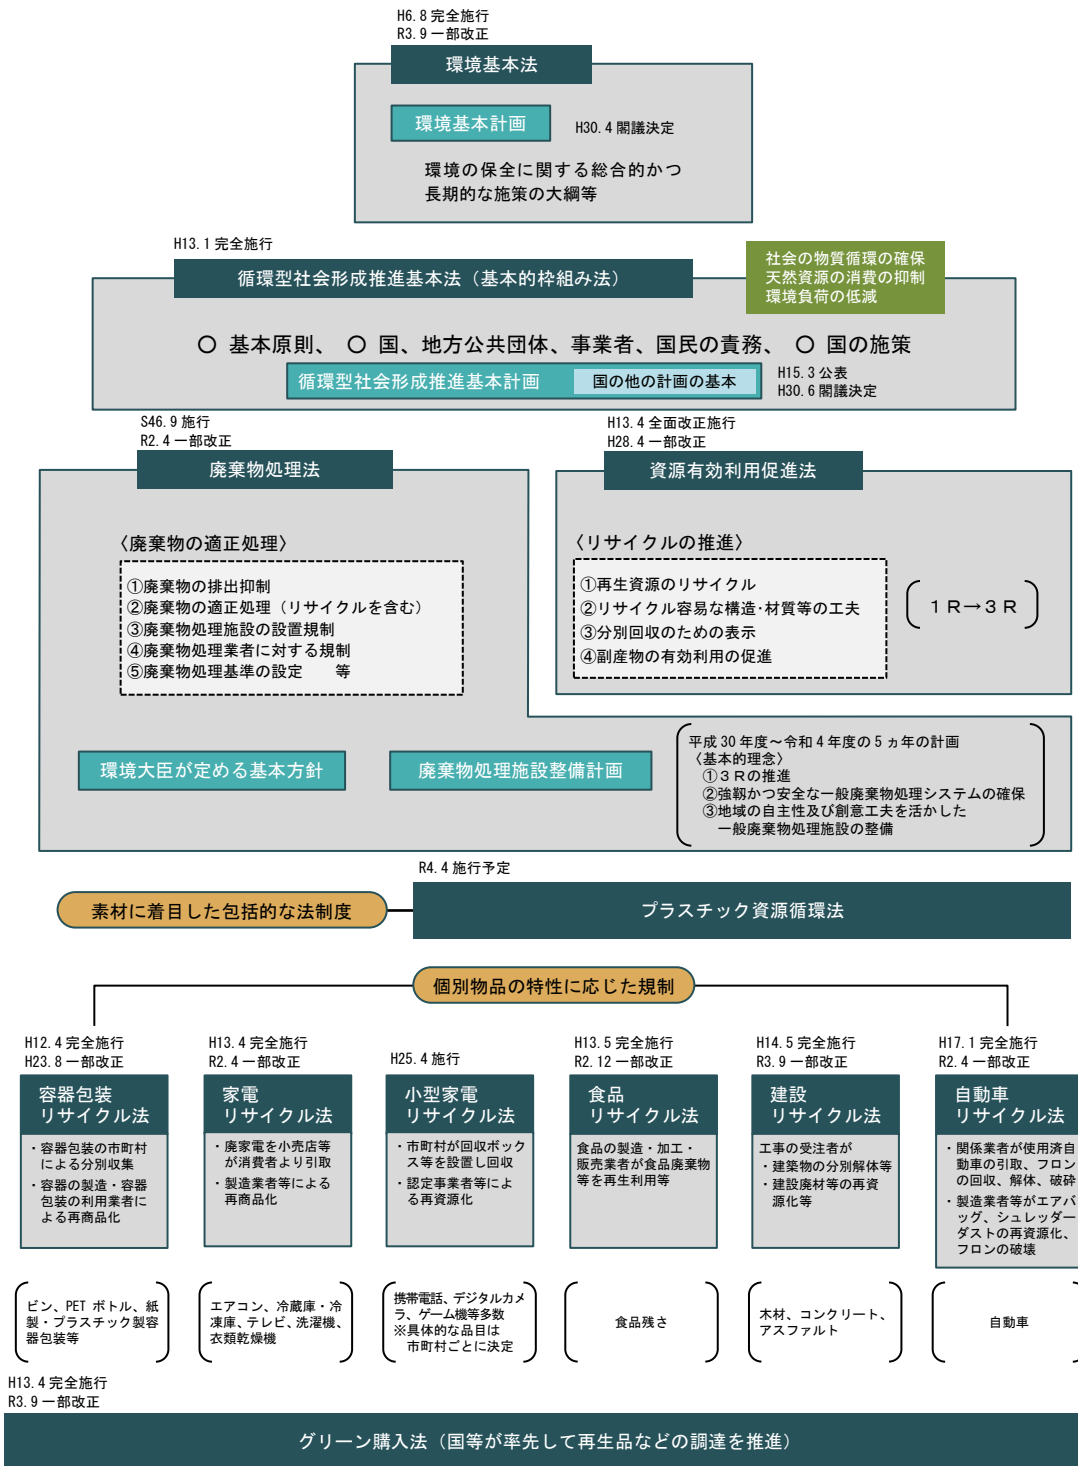 H6.8 完全施行
R3.9 一部改正
環境基本法
環境基本計画
H30.4 閣議決定
環境の保全に関する総合的かつ
長期的な施策の大綱等
H13.1 完全施行
循環型社会形成推進基本法（基本的枠組み法）
社会の物質循環の確保
天然資源の消費の抑制
環境負荷の低減
○ 基本原則、 ○ 国、地方公共団体、事業者、国民の責務、 ○ 国の施策
循環型社会形成推進基本計画
国の他の計画の基本
H15.3 公表
H30.6 閣議決定
S46.9 施行
R2.4 一部改正
廃棄物処理法
〈廃棄物の適正処理〉
①廃棄物の排出抑制
②廃棄物の適正処理（リサイクルを含む）
③廃棄物処理施設の設置規制
④廃棄物処理業者に対する規制
⑤廃棄物処理基準の設定　　等
H13.4 全面改正施行
H28.4 一部改正
資源有効利用促進法
〈リサイクルの推進〉
①再生資源のリサイクル
②リサイクル容易な構造･材質等の工夫
③分別回収のための表示
④副産物の有効利用の促進
１Ｒ→３Ｒ
環境大臣が定める基本方針
廃棄物処理施設整備計画
平成30年度～令和4年度の5ヵ年の計画
〈基本的理念〉
①３Ｒの推進
②強靱かつ安全な一般廃棄物処理システムの確保
③地域の自主性及び創意工夫を活かした
一般廃棄物処理施設の整備
R4.4 施行予定
素材に着目した包括的な法制度
プラスチック資源循環法
個別物品の特性に応じた規制
H12.4 完全施行
H23.8 一部改正
容器包装
リサイクル法
・容器包装の市町村
による分別収集
・容器の製造・容器
包装の利用業者に
よる再商品化
ビン、PET ボトル、紙
製・プラスチック製容
器包装等
H13.4 完全施行
R2.4 一部改正
家電
リサイクル法
・廃家電を小売店等
が消費者より引取
・製造業者等による
再商品化
エアコン、冷蔵庫・冷
凍庫、テレビ、洗濯機、
衣類乾燥機
H25.4 施行
小型家電
リサイクル法
・市町村が回収ボック
ス等を設置し回収
・認定事業者等によ
る再資源化
携帯電話、デジタルカメ
ラ、ゲーム機等多数
※具体的な品目は
市町村ごとに決定
H13.5 完全施行
R2.12 一部改正
食品
リサイクル法
食品の製造・加工・
販売業者が食品廃棄物
等を再生利用等
食品残さ
H14.5 完全施行
R3.9 一部改正
建設
リサイクル法
工事の受注者が
・建築物の分別解体等
・建設廃材等の再資
源化等
木材、コンクリート、
アスファルト
H17.1 完全施行
R2.4 一部改正
自動車
リサイクル法
・関係業者が使用済自
動車の引取、フロン
の回収、解体、破砕
・製造業者等がエアバ
ッグ、シュレッダー
ダストの再資源化、
フロンの破壊
自動車
H13.4 完全施行
R3.9 一部改正
グリーン購入法（国等が率先して再生品などの調達を推進）